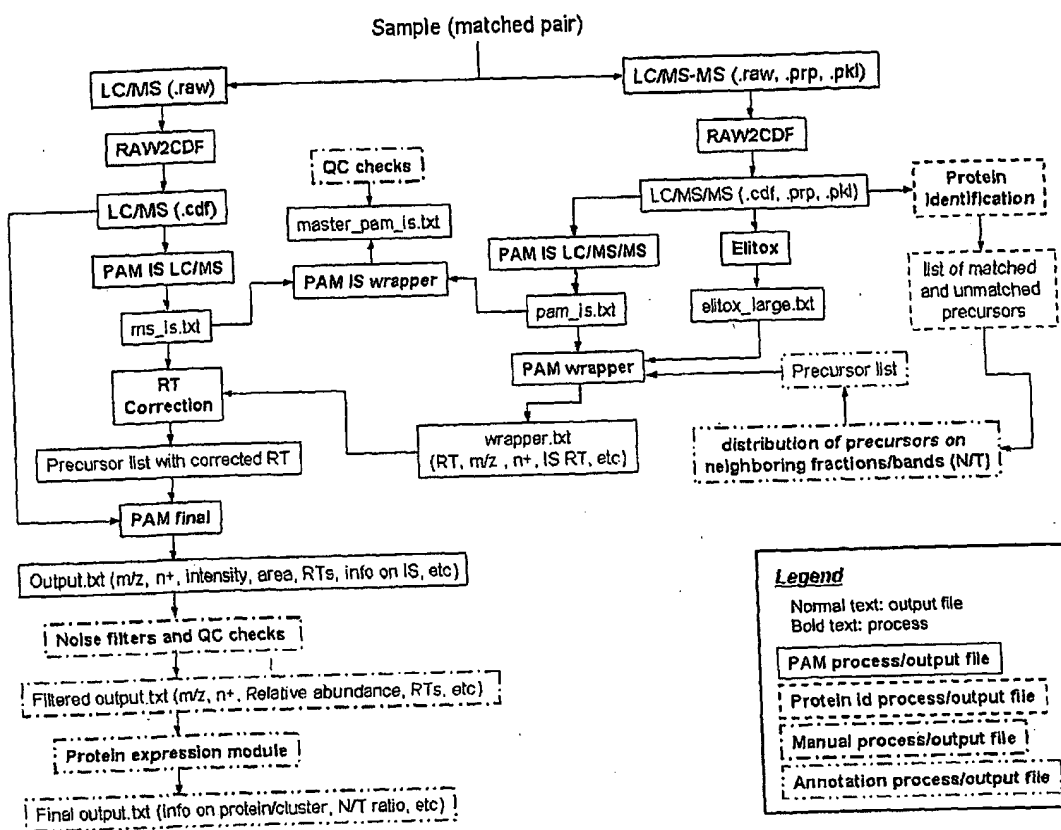 Sample (matched pair)
LC/MS (.raw)
LC/MS-MS (.raw, .prp, .pkl)
RAW2CDF
RAW2CDF
QC checks
LC/MS (.cdf)
LC/MS/MS (.cdf, .prp, .pkl)
Protein
Identification
master_pam_is.txt
PAM IS LC/MS
PAM IS LC/MS/MS
Elitox
PAM IS wrapper
list of matched
and unmatched
precursors
ms_is.txt
pam_is.txt
elitox_large.txt
RT
Correction
PAM wrapper
Precursor list
wrapper.txt
(RT, m/z , n+, IS RT, etc)
distribution of precursors on
neighboring fractions/bands (N/T)
Precursor list with corrected RT
PAM final
Output.txt (m/z, n+, intensity, area, RTs, info on IS, etc)
Noise filters and QC checks
Filtered output.txt (m/z, n+, Relative abundance, RTs, etc)
Protein expression module
Final output.txt (info on protein/cluster, N/T ratio, etc)
Legend
Normal text: output file
Bold text: process
PAM process/output file
Protein id process/output file
Manual process/output file
Annotation process/output file